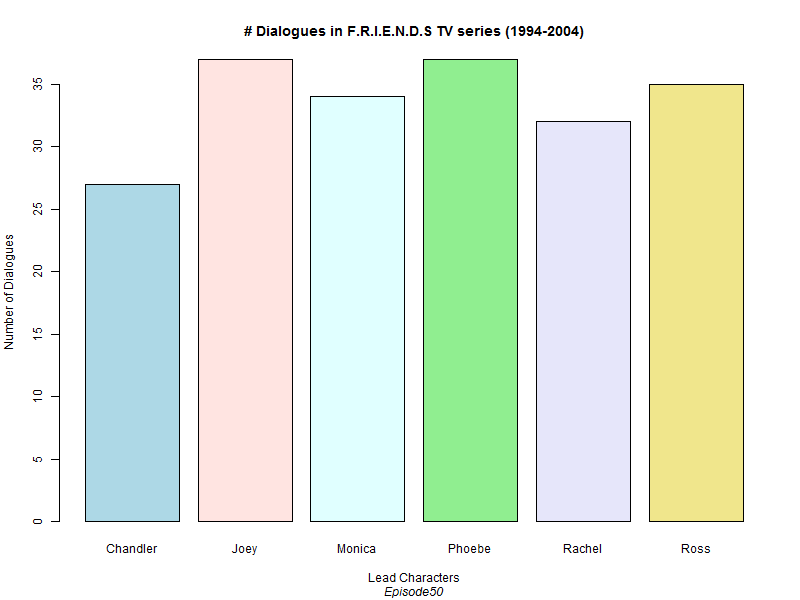 # Dialogues in F.R.I.E.N.D.S TV series (1994-2004)
Number of Dialogues
35
30
25
20
15
10
5
0
Chandler Joey Monica Phoebe Rachel Ross
Lead Characters
Episode50